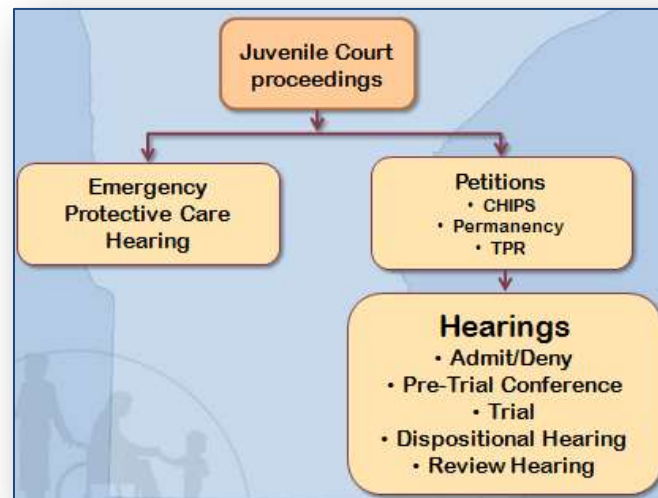 Juvenile Court
proceedings
Emergency
Protective Care
Hearing
Petitions
• CHIPS
• Permanency
• TPR
Hearings
• Admit/Deny
• Pre-Trial Conference
• Trial
• Dispositional Hearing
• Review Hearing